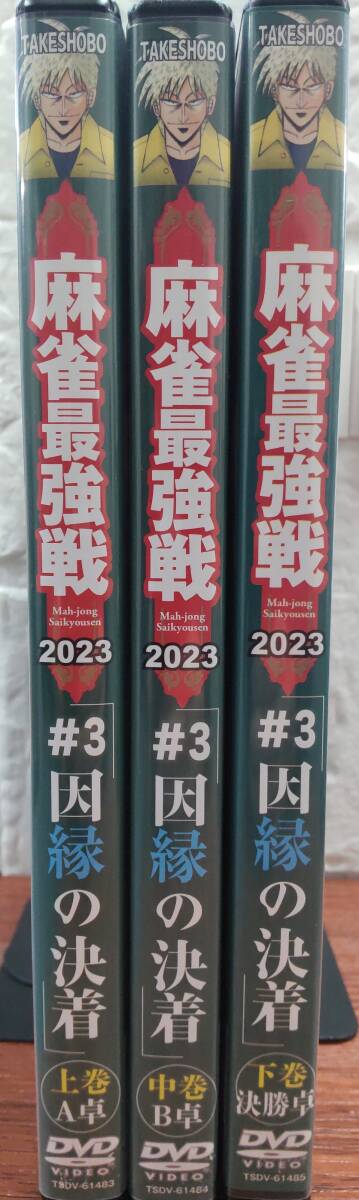 TAKESHOBO
麻雀最強戦
Mah-jong
Saikyousen
2023
#3
「因縁の決着」
上巻
A卓
DVD
VIDEO
TSDV-61483
TAKESHOBO
麻雀最強戦
Mah-jong
Saikyousen
2023
#3
「因縁の決着」
中巻
B卓
DVD
VIDEO
TSDV-61484
TAKESHOBO
麻雀最強戦
Mah-jong
Saikyousen
2023
#3
「因縁の決着」
下巻
決勝卓
DVD
VIDEO
TSDV-61485